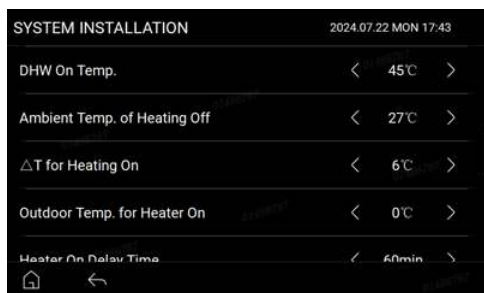 SYSTEM INSTALLATION 2024.07.22 MON 17:43
DHW On Temp. < 45℃ >
Ambient Temp. of Heating Off < 27℃ >
△T for Heating On < 6℃ >
Outdoor Temp. for Heater On < 0℃ >
Heater On Delay Time < 60min >